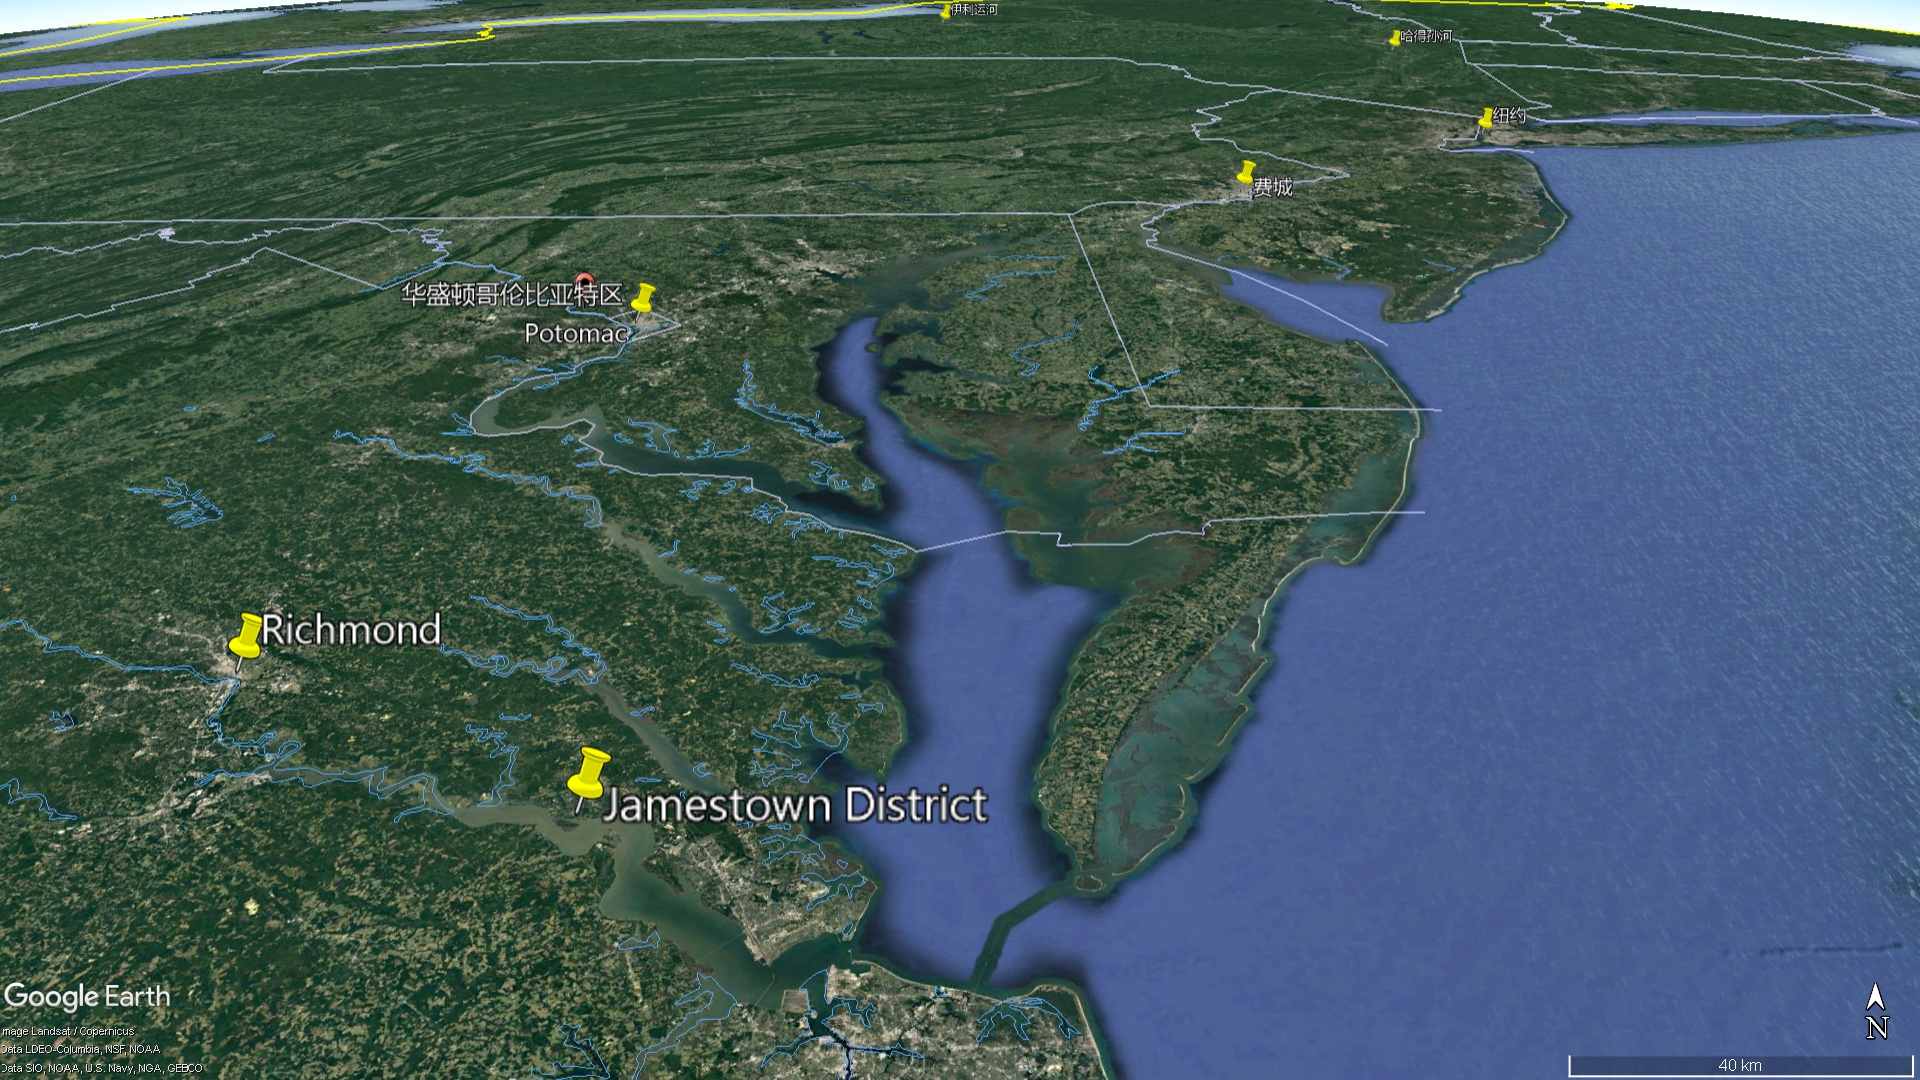 伊利运河
哈得孙河
纽约
费城
华盛顿哥伦比亚特区
Potomac
Richmond
Jamestown District
Google Earth
mage Landsat / Copernicus
Data LDEO-Columbia, NSF, NOAA
Data SIO, NOAA, U.S. Navy, NGA, GEBCO
N
40 km